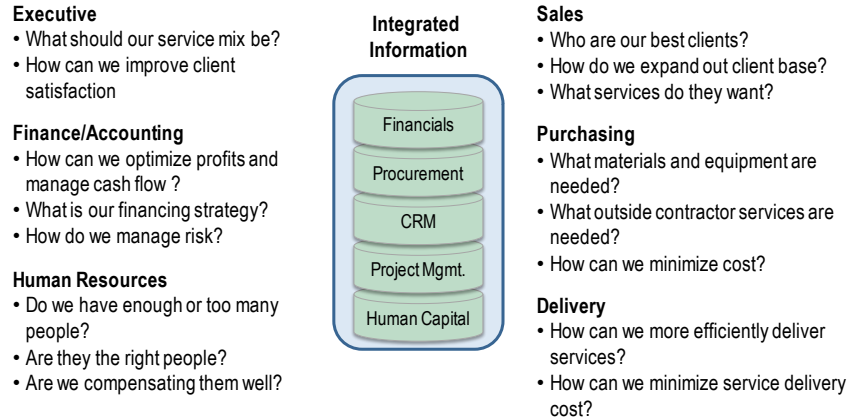 Executive
• What should our service mix be?
• How can we improve client
satisfaction
Finance/Accounting
• How can we optimize profits and
manage cash flow ?
• What is our financing strategy?
• How do we manage risk?
Human Resources
• Do we have enough or too many
people?
• Are they the right people?
• Are we compensating them well?
Integrated
Information
Financials
Procurement
CRM
Project Mgmt.
Human Capital
Sales
• Who are our best clients?
• How do we expand out client base?
• What services do they want?
Purchasing
• What materials and equipment are
needed?
• What outside contractor services are
needed?
• How can we minimize cost?
Delivery
• How can we more efficiently deliver
services?
• How can we minimize service delivery
cost?